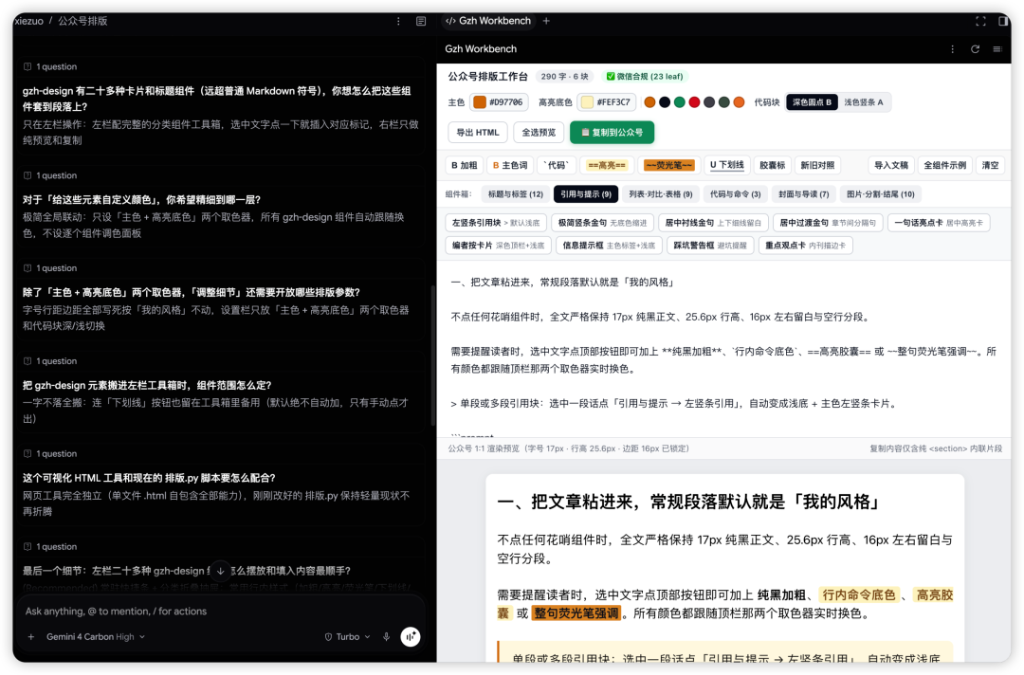 xiezuo / 公众号排版
1 question
gzh-design 有二十多种卡片和标题组件（远超普通 Markdown 符号），你想怎么把这些组
件套到段落上？
只在左栏操作：左栏配完整的分类组件工具箱，选中文字点一下就插入对应标记，右栏只做
纯预览和复制
1 question
对于「给这些元素自定义颜色」，你希望精细到哪一层？
极简全局联动：只设「主色 + 高亮底色」两个取色器，所有 gzh-design 组件自动跟随换
色，不设逐个组件调色面板
1 question
除了「主色 + 高亮底色」两个取色器，「调整细节」还需要开放哪些排版参数？
字号行距边距全部写死按「我的风格」不动，设置栏只放「主色 + 高亮底色」两个取色器
和代码块深/浅切换
1 question
把 gzh-design 元素搬进左栏工具箱时，组件范围怎么定？
一字不落全搬：连「下划线」按钮也留在工具箱里备用（默认绝不自动加，只有手动点才
出）
1 question
这个可视化 HTML 工具和现在的 排版.py 脚本要怎么配合？
网页工具完全独立（单文件 .html 自包含全部能力），刚刚改好的 排版.py 保持轻量现状不
再折腾
1 question
最后一个细节：左栏二十多种 gzh-design 怎么摆放和填入内容最顺手？
Ask anything, @ to mention, / for actions
+ Gemini 4 Carbon High
Turbo
</> Gzh Workbench +
Gzh Workbench
公众号排版工作台 290 字 · 6 块 ✅ 微信合规 (23 leaf)
主色 #D97706 高亮底色 #FEF3C7 代码块 深色圆点 B 浅色竖条 A
导出 HTML 全选预览 📋 复制到公众号
B 加粗 B 主色词 `代码` ==高亮== ~~荧光笔~~ U 下划线 胶囊标 新旧对照 导入文稿 全组件示例 清空
组件箱： 标题与标签 (12) 引用与提示 (9) 列表·对比·表格 (9) 代码与命令 (3) 封面与导读 (7) 图片·分割·结尾 (10)
左竖条引用块 > 默认浅底 极简竖条金句 无底色缩进 居中衬线金句 上下细线留白 居中过渡金句 章节间分隔句 一句话亮点卡 居中高亮卡
编者按卡片 深色顶栏+浅底 信息提示框 主色标签+浅底 踩坑警告框 避坑提醒 重点观点卡 内刊描边卡
一、把文章粘进来，常规段落默认就是「我的风格」
不点任何花哨组件时，全文严格保持 17px 纯黑正文、25.6px 行高、16px 左右留白与空行分段。
需要提醒读者时，选中文字点顶部按钮即可加上 **纯黑加粗**、`行内命令底色`、==高亮胶囊== 或 ~~整句荧光笔强调~~。所
有颜色都跟随顶栏那两个取色器实时换色。
> 单段或多段引用块：选中一段话点「引用与提示 → 左竖条引用」，自动变成浅底 + 主色左竖条卡片。
```prompt
公众号 1:1 渲染预览（字号 17px · 行高 25.6px · 边距 16px 已锁定） 复制内容仅含纯 <section> 内联片段
一、把文章粘进来，常规段落默认就是「我的风格」
不点任何花哨组件时，全文严格保持 17px 纯黑正文、25.6px 行高、16px 左右留白与
空行分段。
需要提醒读者时，选中文字点顶部按钮即可加上 纯黑加粗、 行内命令底色 、 高亮胶
囊 或 整句荧光笔强调 。所有颜色都跟随顶栏那两个取色器实时换色。
单段或多段引用块：选中一段话点「引用与提示 → 左竖条引用」，自动变成浅底